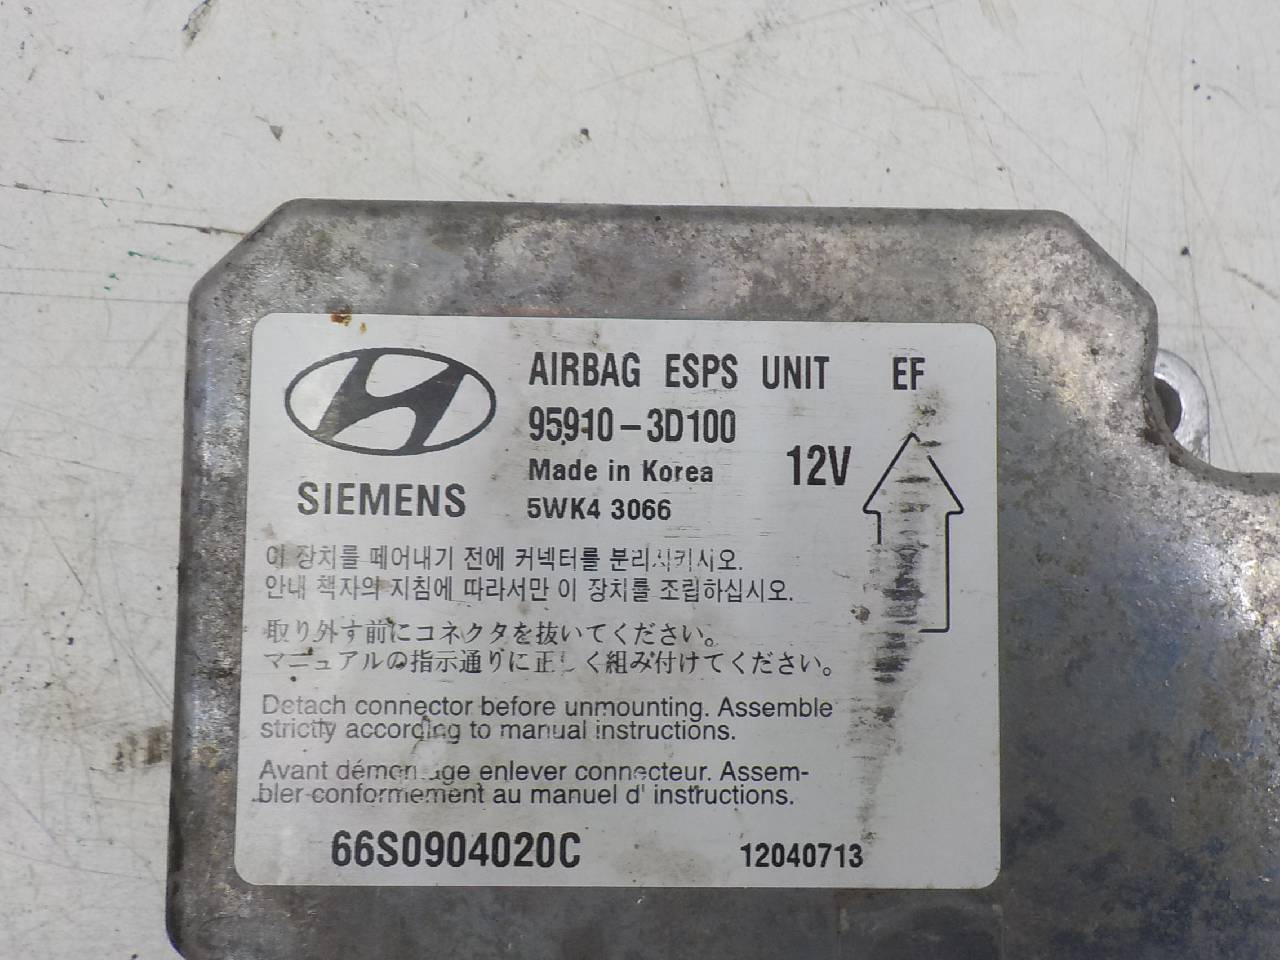 AIRBAG ESPS UNIT EF
95910-3D100
Made in Korea
12V
SIEMENS
5WK4 3066
이 장치를 떼어내기 전에 커넥터를 분리시키시오.
안내 책자의 지침에 따라서만 이 장치를 조립하십시오.
取り外す前にコネクタを抜いてください。
マニュアルの指示通りに正しく組み付けてください。
Detach connector before unmounting. Assemble
strictly according to manual instructions.
Avant démontage enlever connecteur. Assem-
bler conformement au manuel d' instructions.
66S0904020C
12040713